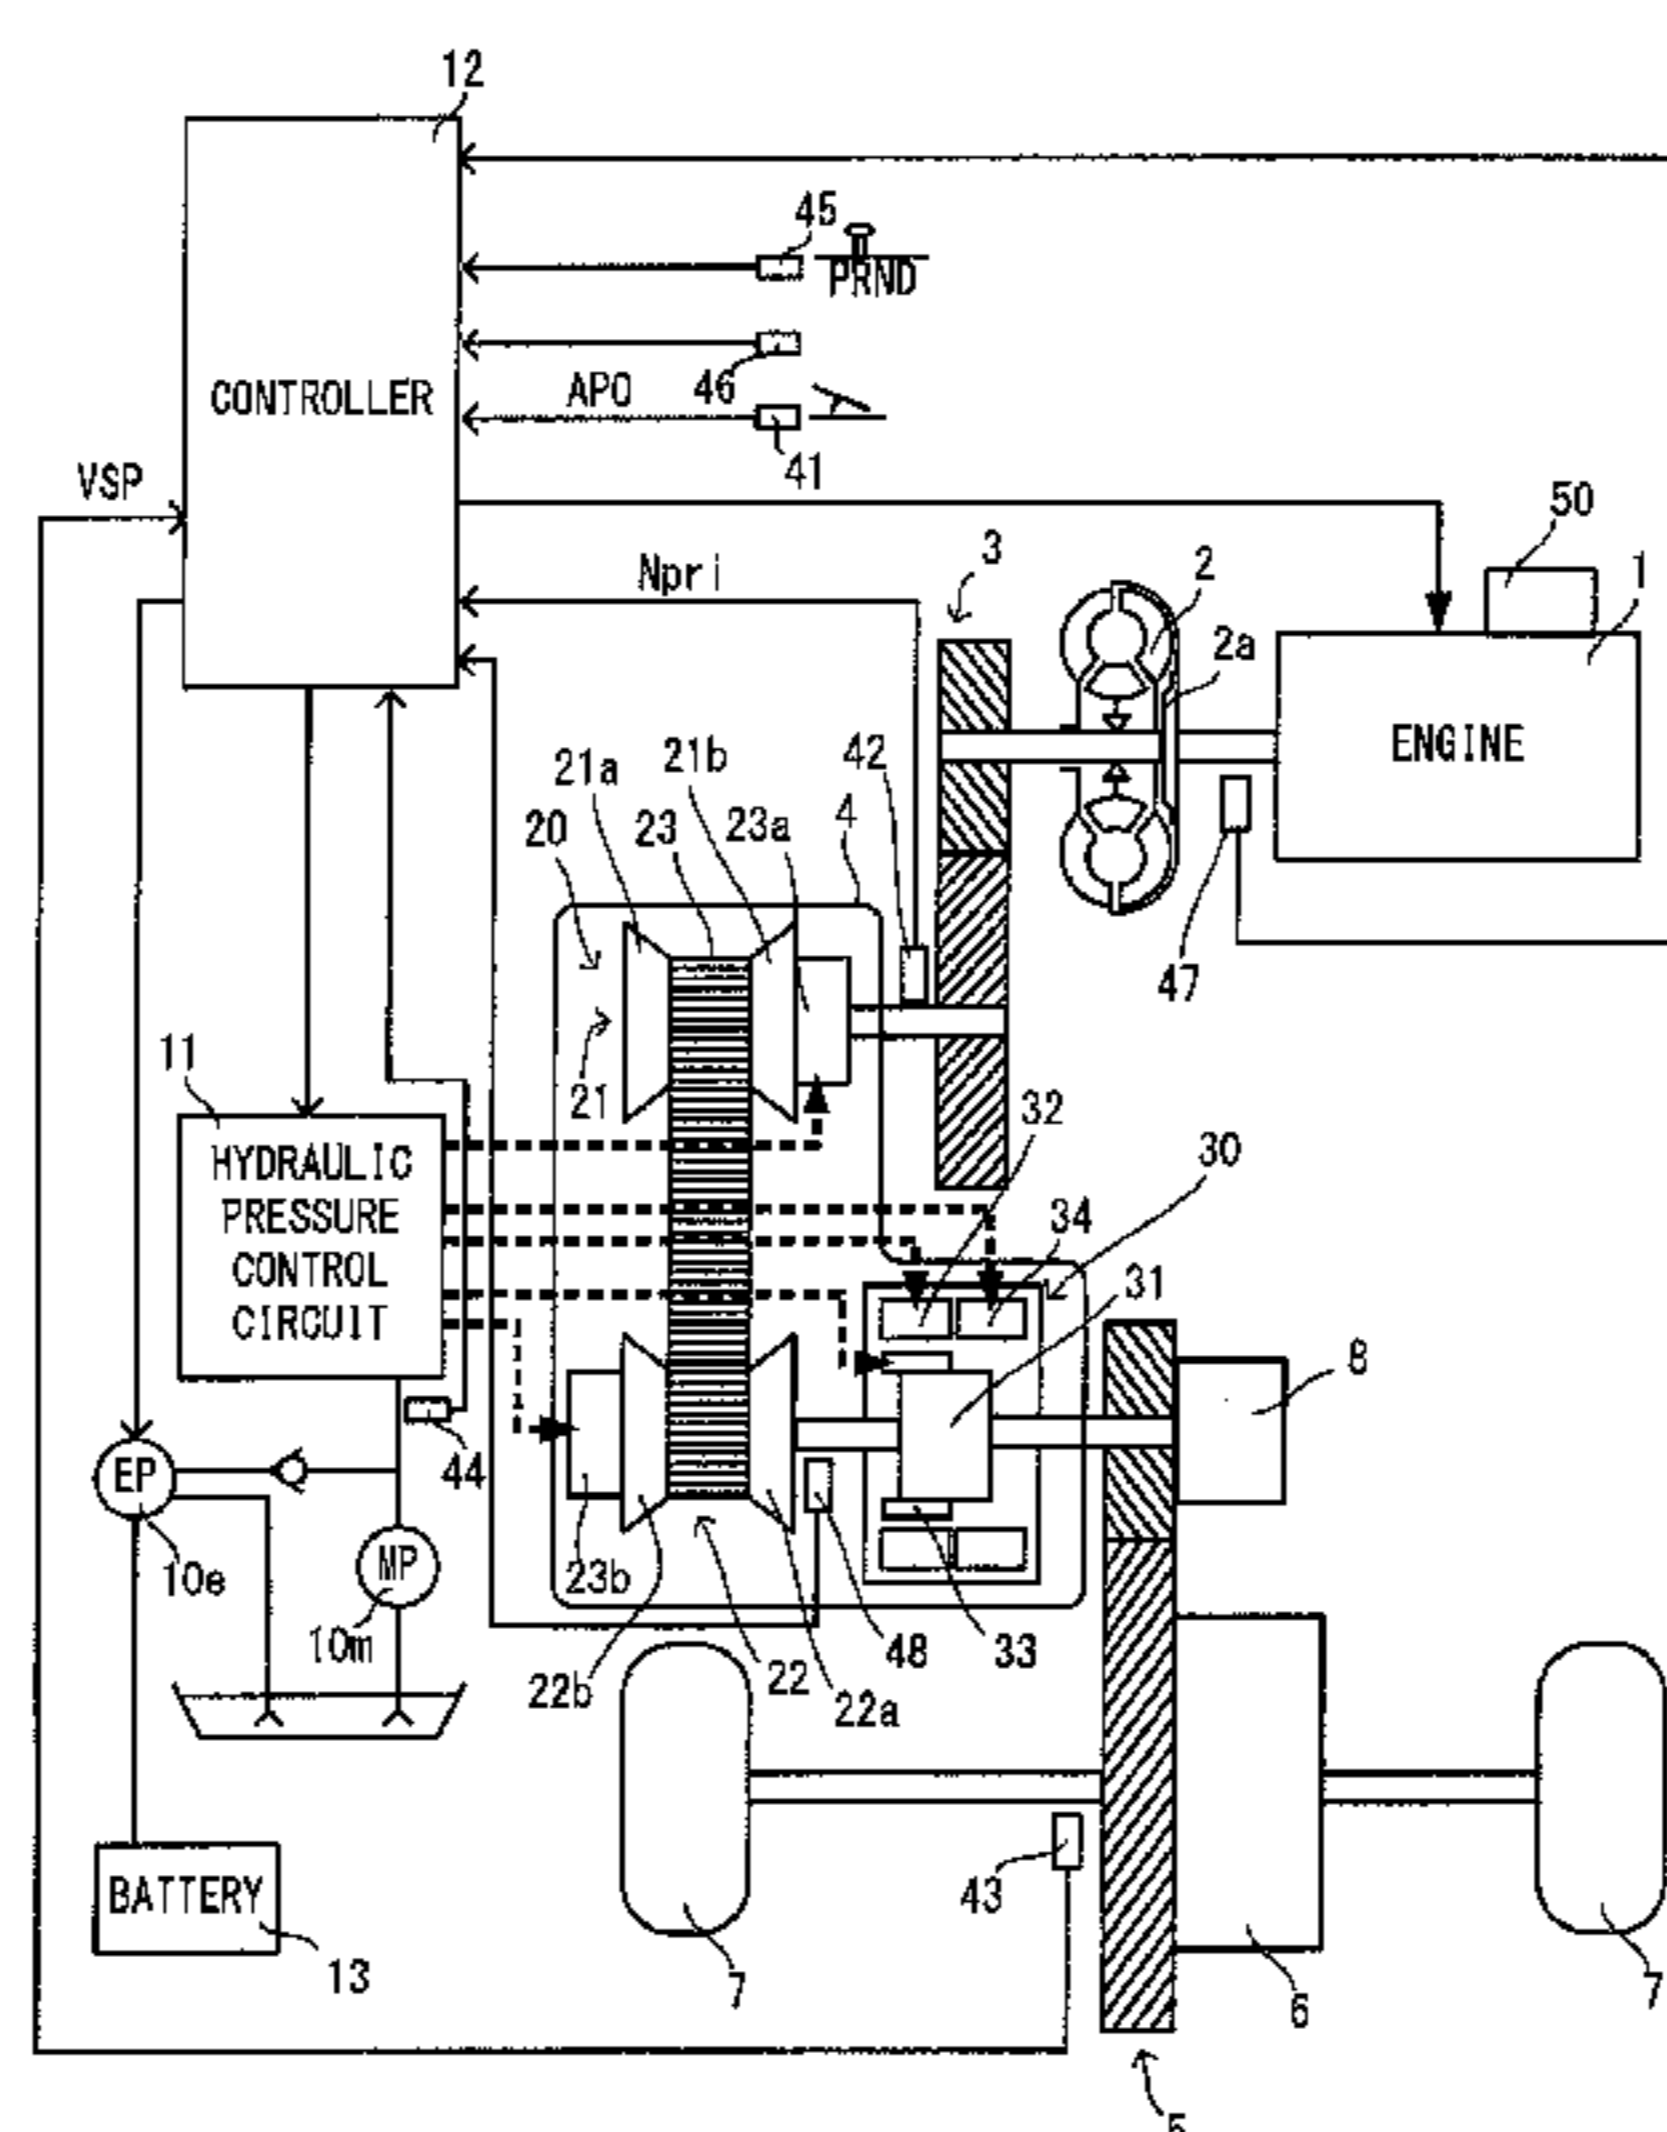 12
45
PRND
46
APO
CONTROLLER
41
VSP
50
3
2
1
Npri
2a
ENGINE
42
21a
21b
20
23
23a
4
47
11
21
32
30
HYDRAULIC
PRESSURE
CONTROL
CIRCUIT
34
31
8
EP
44
10e
MP
23b
10m
48
33
22b
22
22a
BATTERY
43
13
7
6
7
5